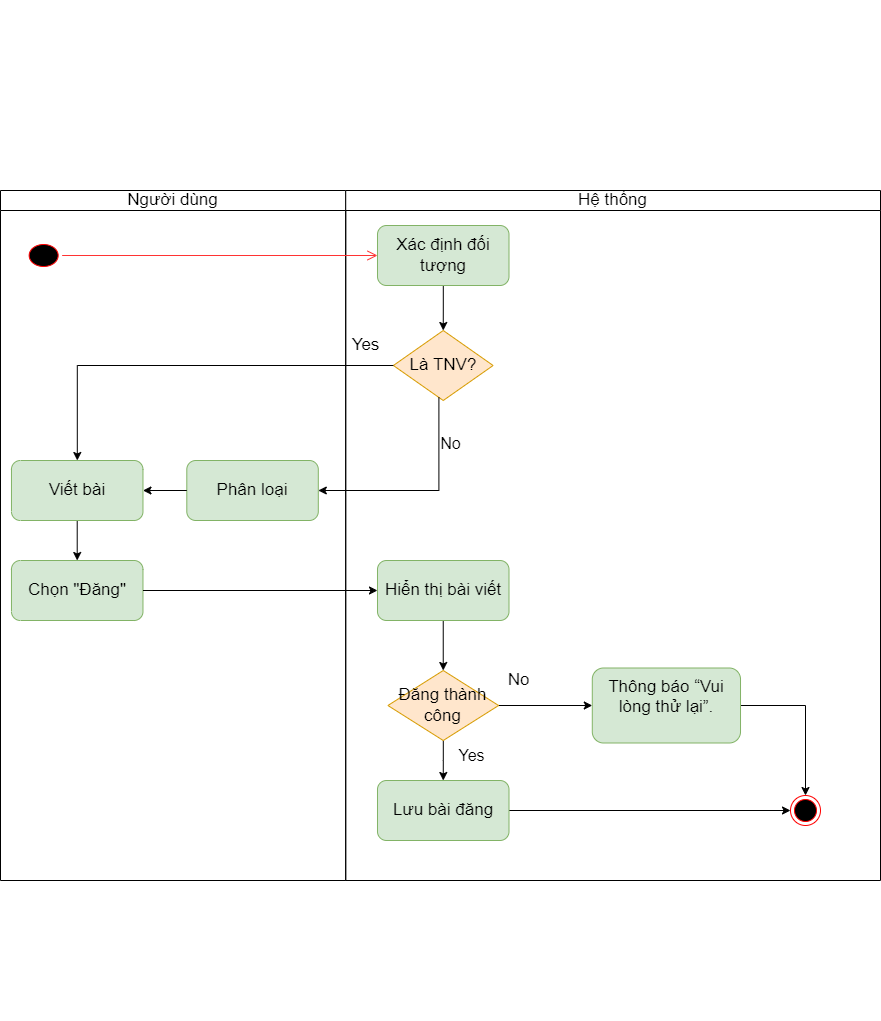 Người dùng
Hệ thống
Xác định đối
tượng
Yes
Là TNV?
No
Viết bài
Phân loại
Chọn "Đăng"
Hiển thị bài viết
No
Đăng thành
công
Thông báo “Vui
lòng thử lại”.
Yes
Lưu bài đăng